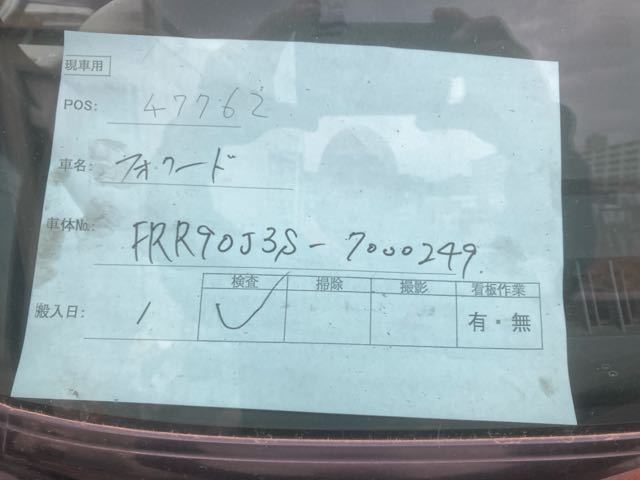 現車用
POS: 47762
車名: フォワード
車体No.: FRR90J3S-7000249
検査 掃除 撮影 看板作業
搬入日: / ✓ 有・無